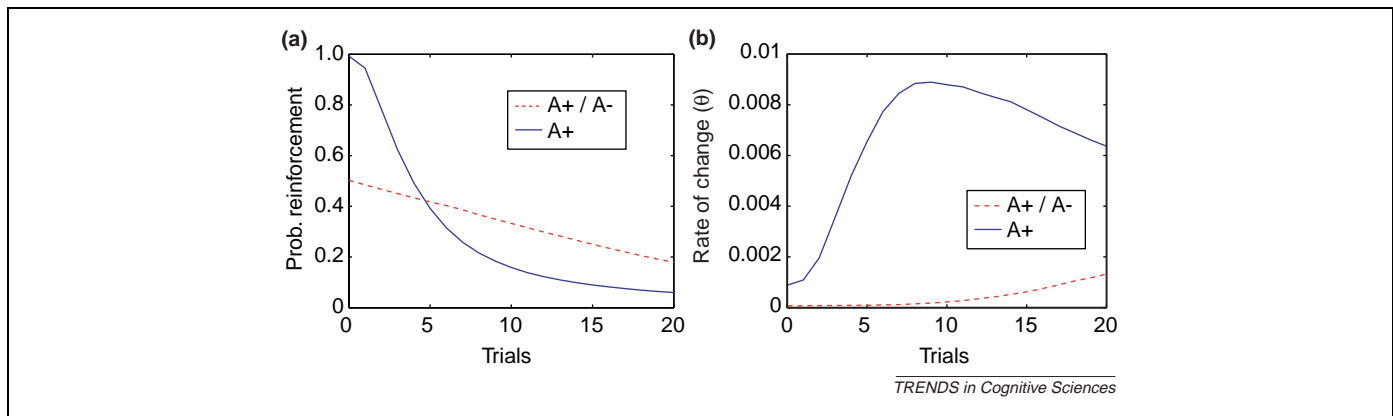 (a)
Prob. reinforcement
1.0
0.8
0.6
0.4
0.2
0
A+ / A-
A+
0
5
10
15
20
Trials
(b)
Rate of change (θ)
0.01
0.008
0.006
0.004
0.002
0
A+ / A-
A+
0
5
10
15
20
Trials
TRENDS in Cognitive Sciences